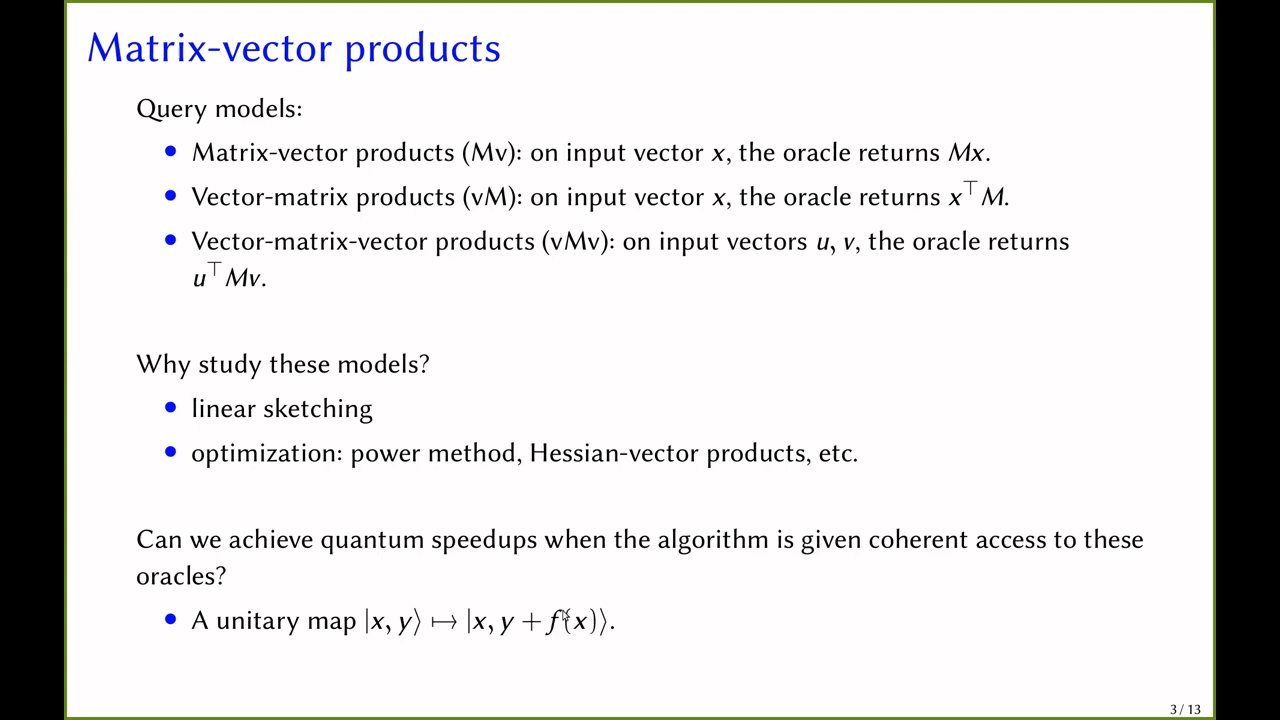 Matrix-vector products
Query models:
• Matrix-vector products (Mv): on input vector x, the oracle returns Mx.
• Vector-matrix products (vM): on input vector x, the oracle returns x⊤M.
• Vector-matrix-vector products (vMv): on input vectors u, v, the oracle returns
u⊤Mv.
Why study these models?
• linear sketching
• optimization: power method, Hessian-vector products, etc.
Can we achieve quantum speedups when the algorithm is given coherent access to these
oracles?
• A unitary map |x, y⟩ ↦ |x, y + f(x)⟩.
3 / 13